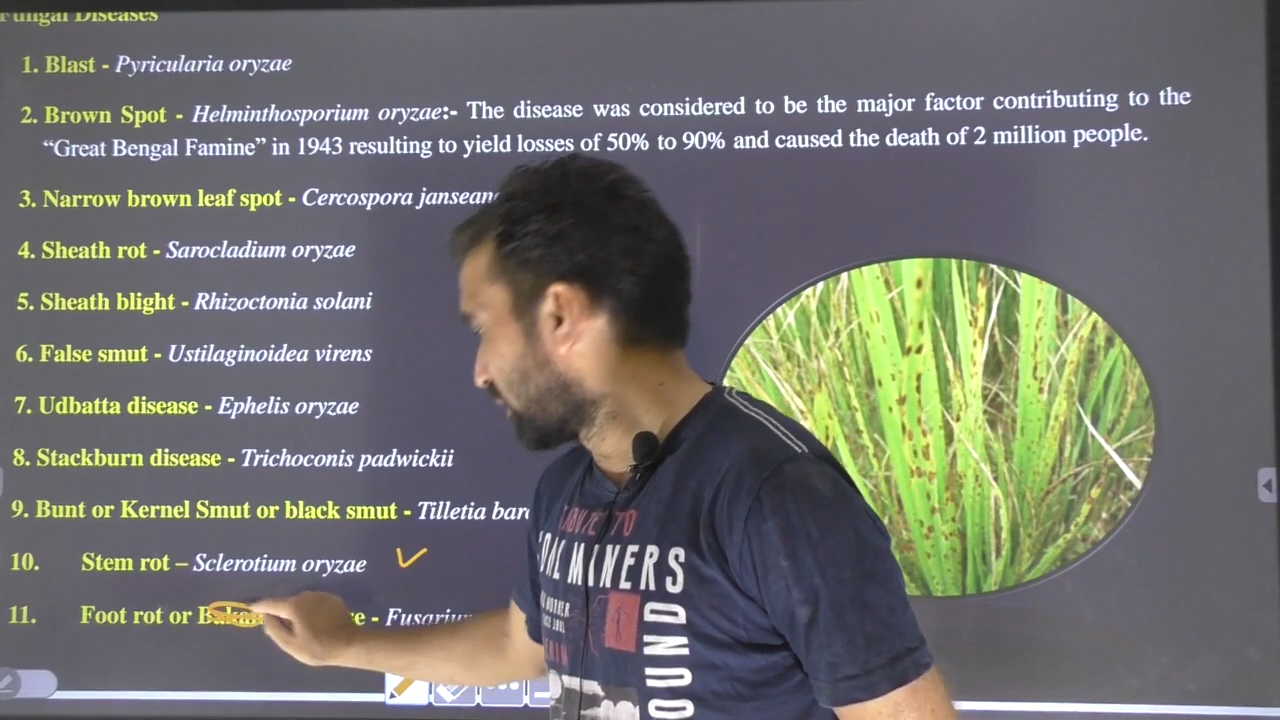 Fungal Diseases
1. Blast - Pyricularia oryzae
2. Brown Spot - Helminthosporium oryzae:- The disease was considered to be the major factor contributing to the
“Great Bengal Famine” in 1943 resulting to yield losses of 50% to 90% and caused the death of 2 million people.
3. Narrow brown leaf spot - Cercospora
4. Sheath rot - Sarocladium oryzae
5. Sheath blight - Rhizoctonia solani
6. False smut - Ustilaginoidea virens
7. Udbatta disease - Ephelis oryzae
8. Stackburn disease - Trichoconis padwickii
9. Bunt or Kernel Smut or black smut - Tilletia
10. Stem rot – Sclerotium oryzae
11. Foot rot or -
MINERS